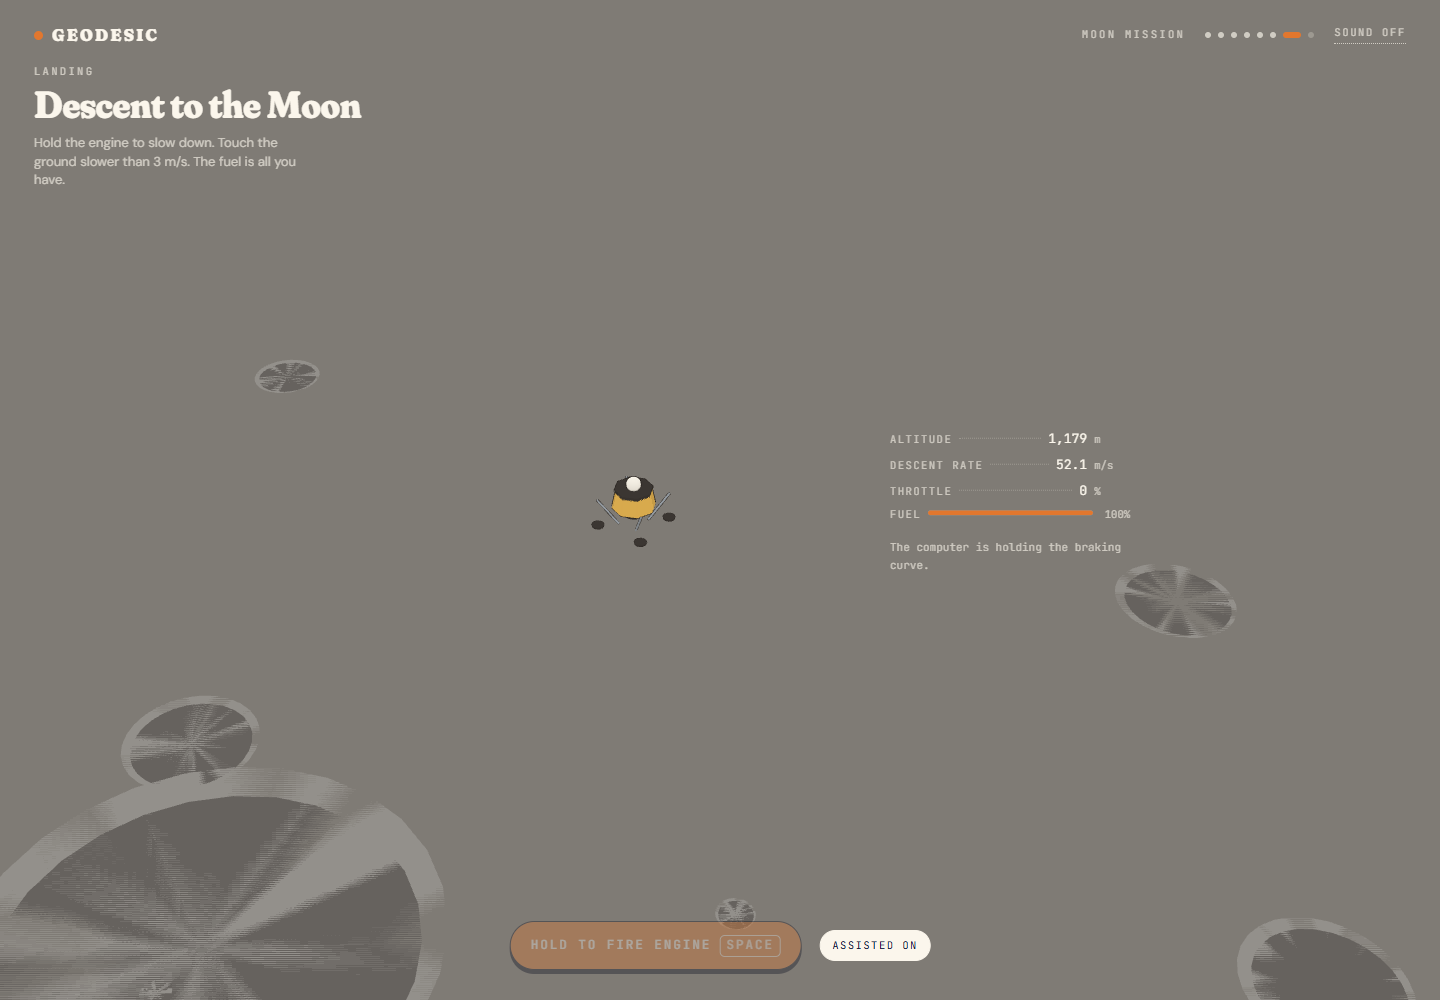 GEODESIC
MOON MISSION
SOUND OFF
LANDING
Descent to the Moon
Hold the engine to slow down. Touch the
ground slower than 3 m/s. The fuel is all you
have.
ALTITUDE 1,179 m
DESCENT RATE 52.1 m/s
THROTTLE 0 %
FUEL 100%
The computer is holding the braking
curve.
HOLD TO FIRE ENGINE SPACE
ASSISTED ON